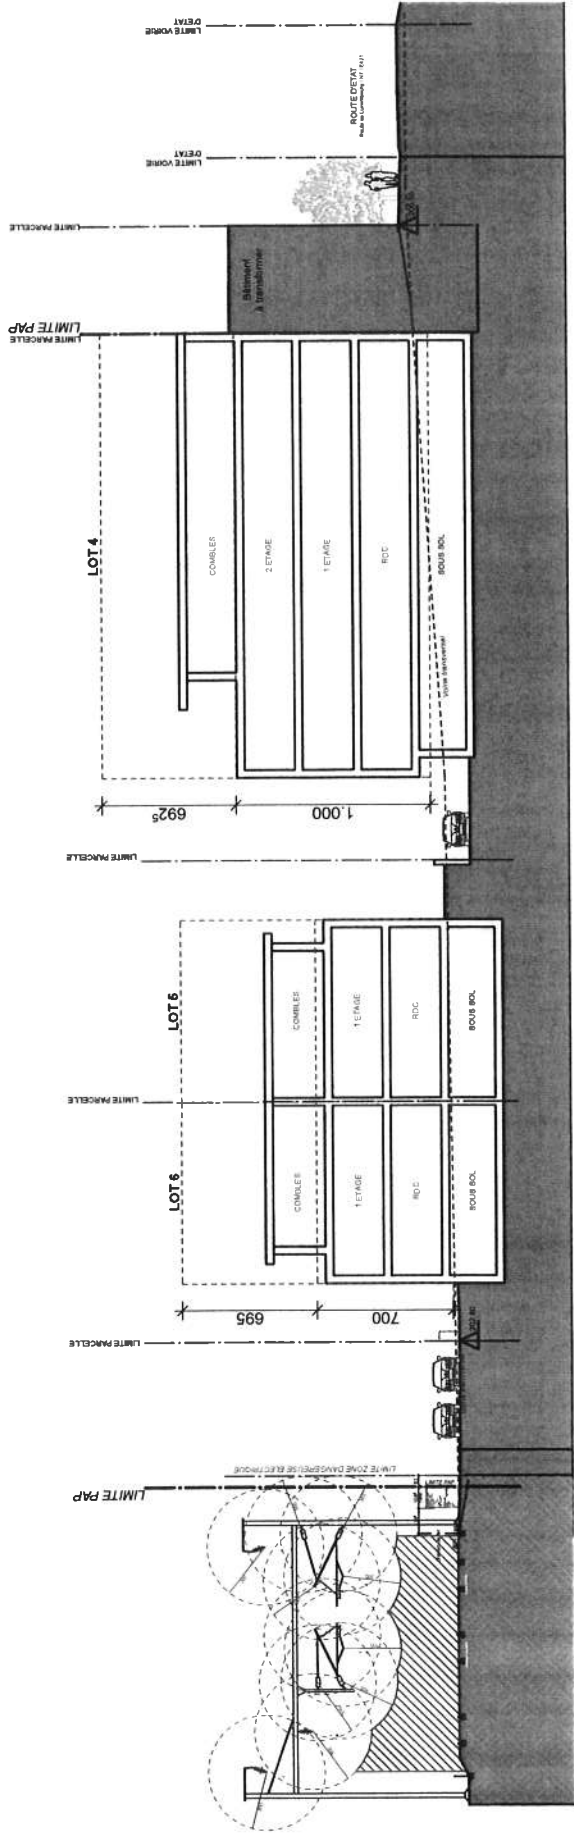 LIMITE PAP
LIMITE ZONE DANGEREUSE ELECTRIQUE
LIMITE PARCELLE
695
700
LOT 6
COMBLES
1 ETAGE
RDC
SOUS SOL
LIMITE PARCELLE
LOT 5
COMBLES
1 ETAGE
RDC
SOUS SOL
LIMITE PARCELLE
6925
1.000
LOT 4
COMBLES
2 ETAGE
1 ETAGE
RDC
SOUS SOL
LIMITE PAP
LIMITE PARCELLE
Bâtiment
à transformer
LIMITE PARCELLE
LIMITE VOIRIE
D'ETAT
ROUTE D'ETAT
LIMITE VOIRIE
D'ETAT